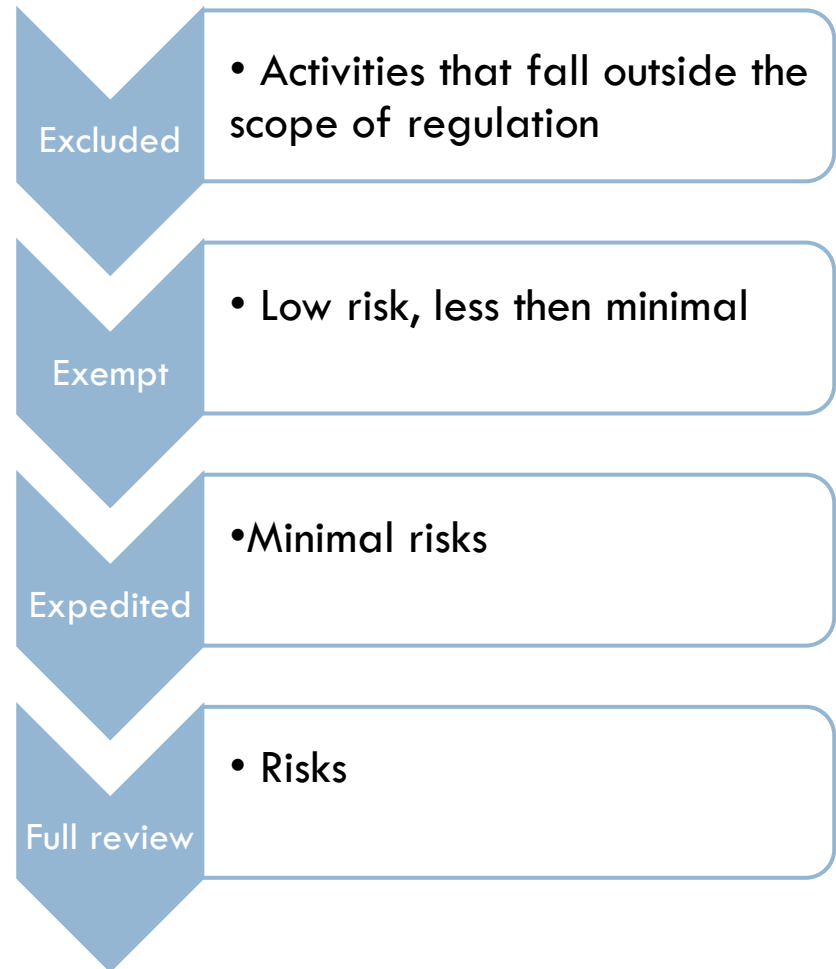 Excluded
• Activities that fall outside the
scope of regulation
Exempt
• Low risk, less then minimal
Expedited
•Minimal risks
Full review
• Risks